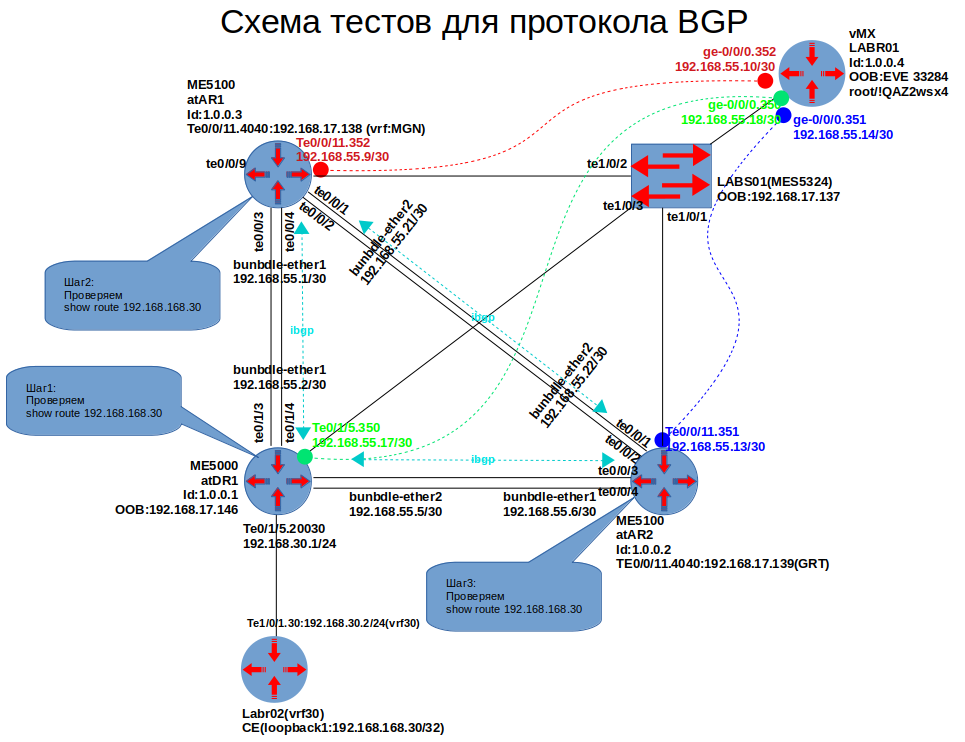 Схема тестов для протокола BGP
vMX
LABR01
Id:1.0.0.4
OOB:EVE 33284
root/!QAZ2wsx4
ge-0/0/0.352
192.168.55.10/30
ge-0/0/0.350
192.168.55.18/30
ge-0/0/0.351
192.168.55.14/30
ME5100
atAR1
Id:1.0.0.3
Te0/0/11.4040:192.168.17.138 (vrf:MGN)
Te0/0/11.352
192.168.55.9/30
te0/0/9
te1/0/2
te1/0/3
te1/0/1
LABS01(MES5324)
OOB:192.168.17.137
te0/0/1
te0/0/2
te0/0/3
te0/0/4
bunbdle-ether2
192.168.55.21/30
bunbdle-ether1
192.168.55.1/30
Шаг2:
Проверяем
show route 192.168.168.30
ibgp
ibgp
bunbdle-ether1
192.168.55.2/30
bunbdle-ether2
192.168.55.22/30
Шаг1:
Проверяем
show route 192.168.168.30
te0/1/3
te0/1/4
Te0/1/5.350
192.168.55.17/30
te0/0/1
te0/0/2
Te0/0/11.351
192.168.55.13/30
ibgp
ME5000
atDR1
Id:1.0.0.1
OOB:192.168.17.146
te0/0/3
te0/0/4
bunbdle-ether2
192.168.55.5/30
bunbdle-ether1
192.168.55.6/30
ME5100
atAR2
Id:1.0.0.2
TE0/0/11.4040:192.168.17.139(GRT)
Te0/1/5.20030
192.168.30.1/24
Шаг3:
Проверяем
show route 192.168.168.30
Te1/0/1.30:192.168.30.2/24(vrf30)
Labr02(vrf30)
CE(loopback1:192.168.168.30/32)